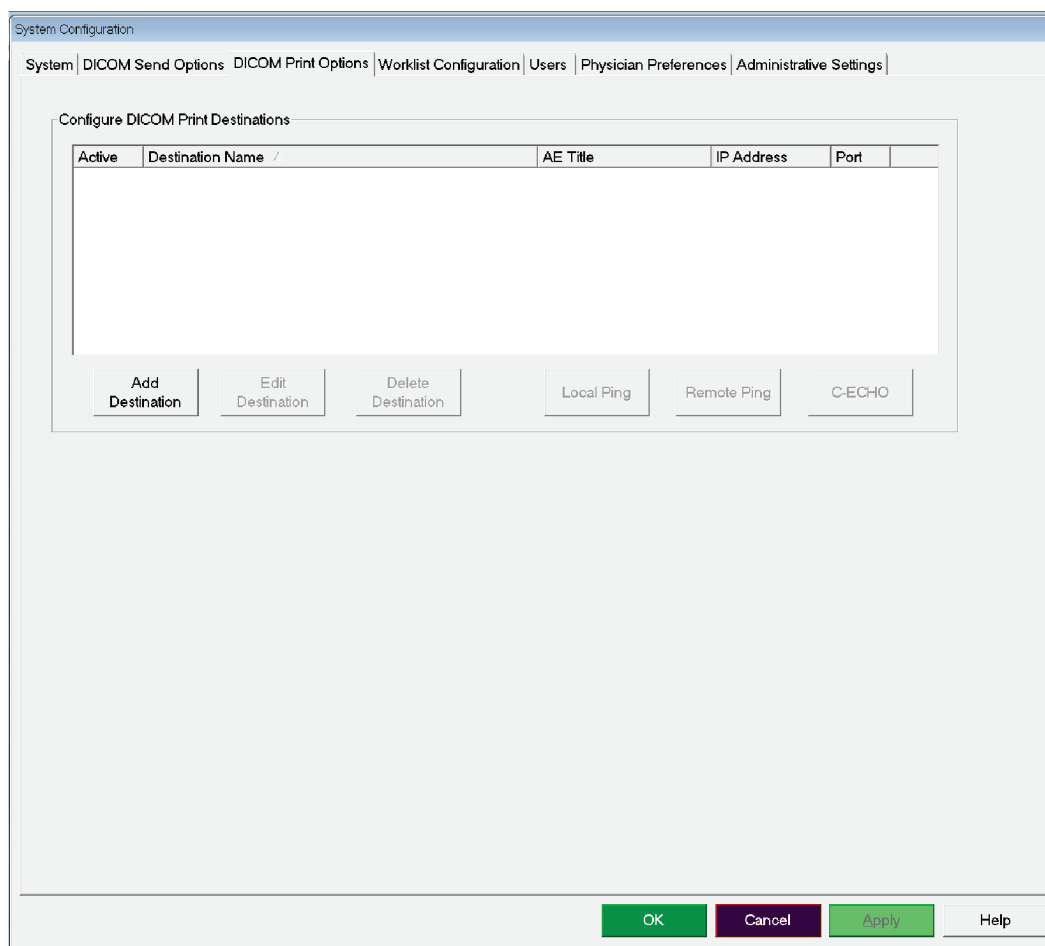 System Configuration
System DICOM Send Options DICOM Print Options Worklist Configuration Users Physician Preferences Administrative Settings
Configure DICOM Print Destinations
Active Destination Name AE Title IP Address Port
Add Destination
Edit Destination
Delete Destination
Local Ping
Remote Ping
C-ECHO
OK Cancel Apply Help